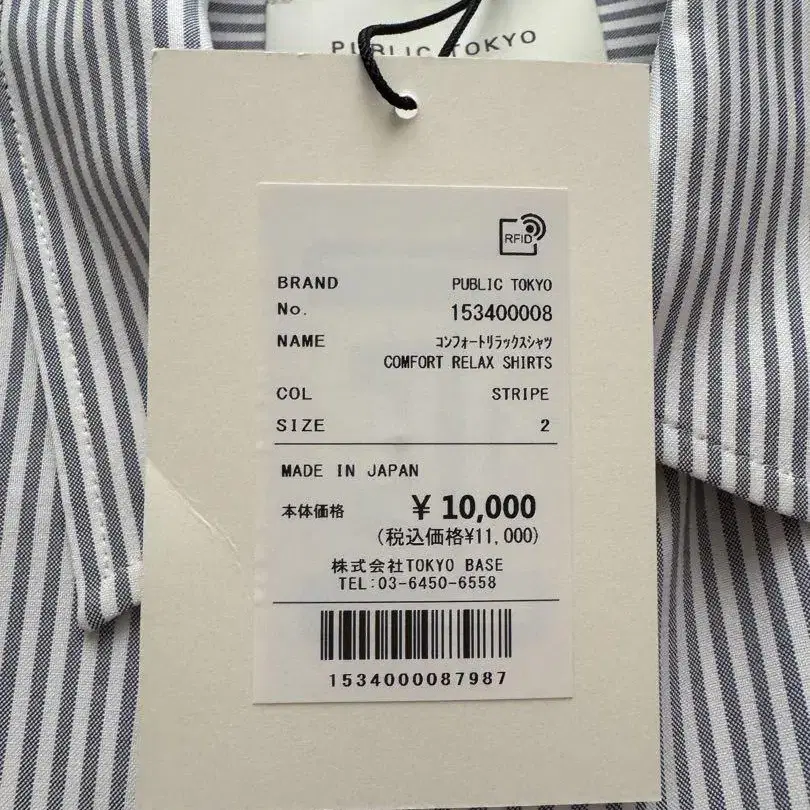 PUBLIC TOKYO
RFID
BRAND PUBLIC TOKYO
No. 153400008
NAME ｺﾝﾌｫｰﾄﾘﾗｯｸｽｼｬﾂ
COMFORT RELAX SHIRTS
COL STRIPE
SIZE 2
MADE IN JAPAN
本体価格 ¥ 10,000
(税込価格¥11,000)
株式会社TOKYO BASE
TEL:03-6450-6558
1534000087987